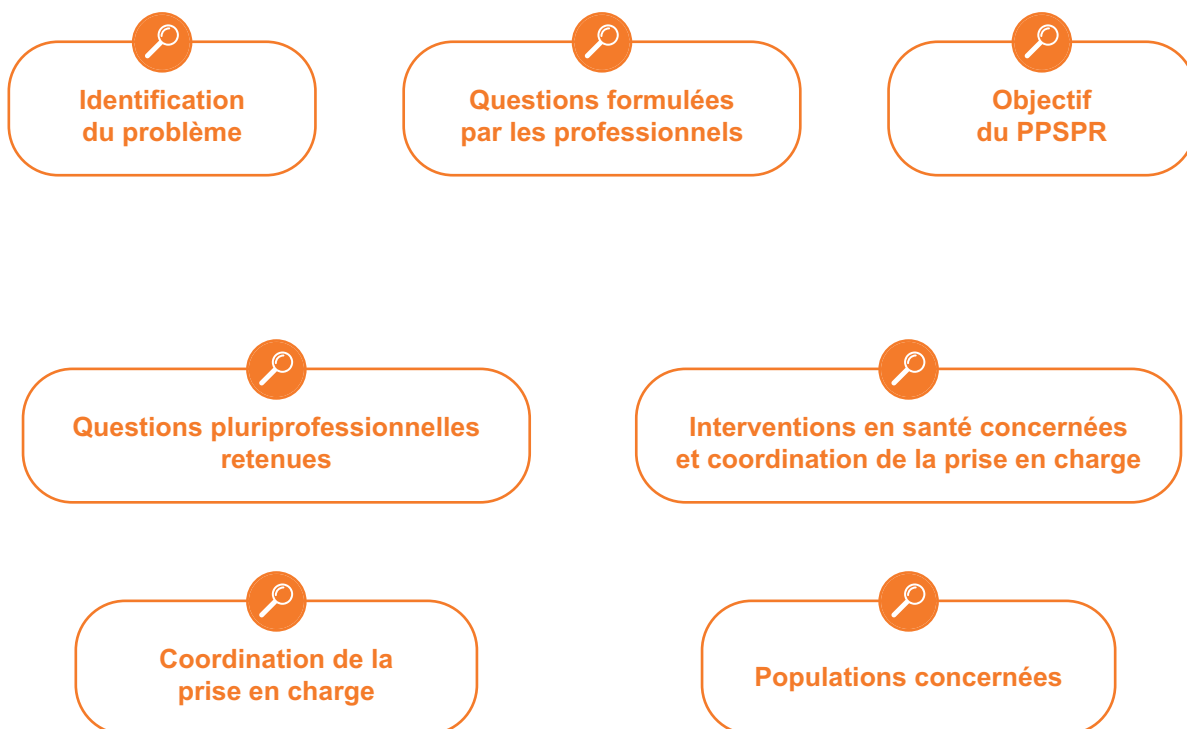 Identification
du problème
Questions formulées
par les professionnels
Objectif
du PPSPR
Questions pluriprofessionnelles
retenues
Interventions en santé concernées
et coordination de la prise en charge
Coordination de la
prise en charge
Populations concernées